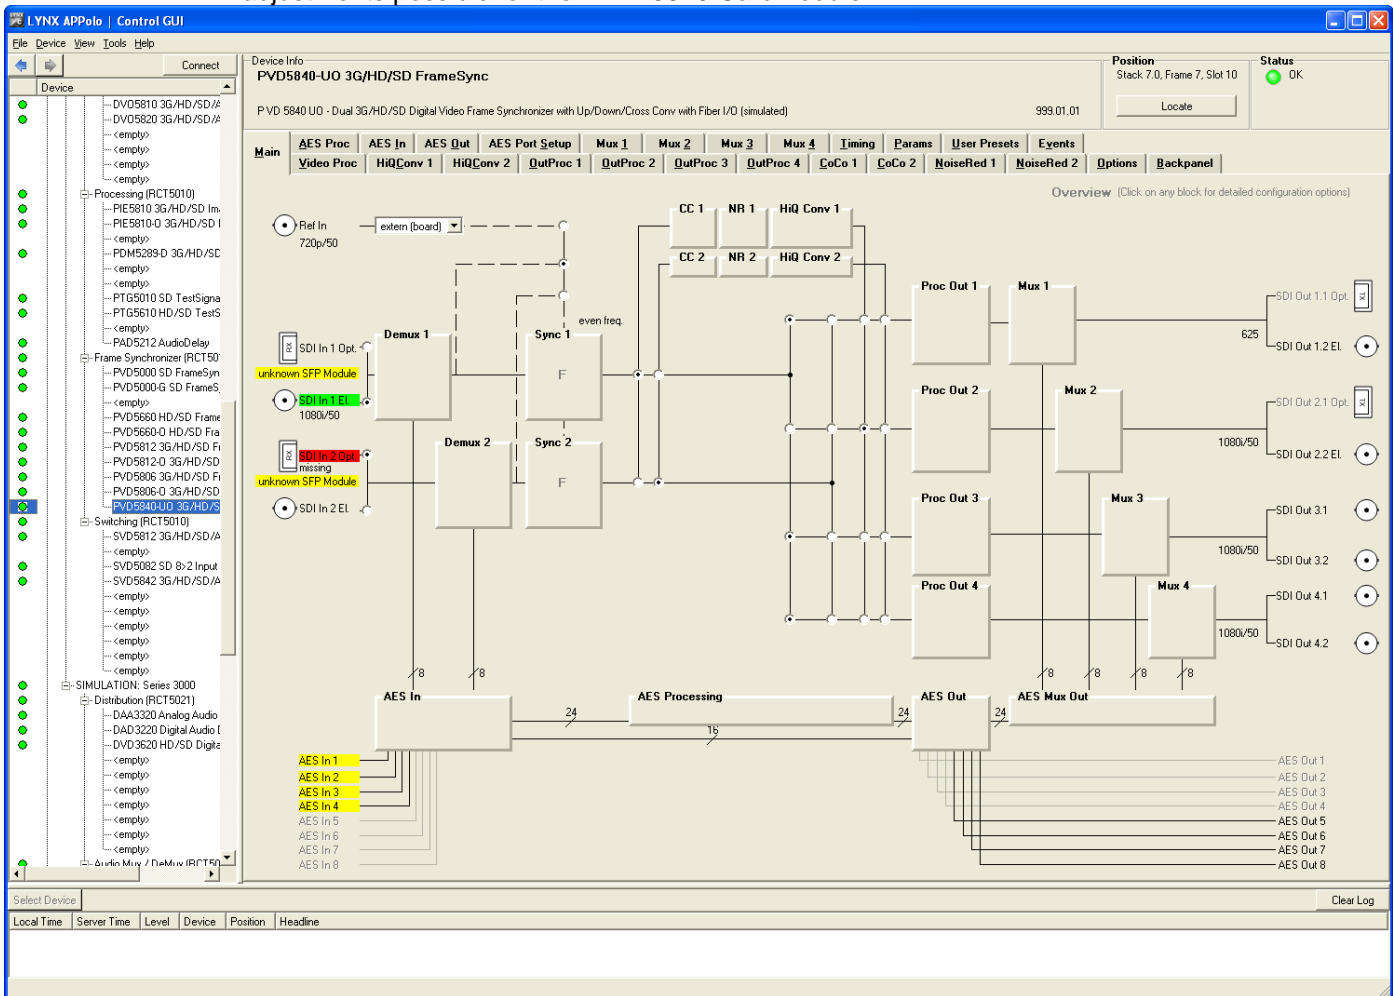 LYNX APPolo | Control GUI
File Device View Tools Help
Connect
Device
DVO5810 3G/HD/SD/A
DVO5820 3G/HD/SD/A
<empty>
<empty>
<empty>
<empty>
Processing (RCT5010)
PIE5810 3G/HD/SD Im
PIE5810-O 3G/HD/SD I
<empty>
PDM5289-D 3G/HD/SD
<empty>
<empty>
PTG5010 SD TestSigna
PTG5610 HD/SD TestS
<empty>
PAD5212 AudioDelay
Frame Synchronizer (RCT50
PVD5000 SD FrameSyn
PVD5000-G SD FrameS
<empty>
PVD5660 HD/SD Frame
PVD5660-O HD/SD Fra
PVD5812 3G/HD/SD Fr
PVD5812-O 3G/HD/SD
PVD5806 3G/HD/SD Fr
PVD5806-O 3G/HD/SD
PVD5840-UO 3G/HD/S
Switching (RCT5010)
SVD5812 3G/HD/SD/A
<empty>
SVD5082 SD 8>2 Input
SVD5842 3G/HD/SD/A
<empty>
<empty>
<empty>
<empty>
<empty>
<empty>
SIMULATION: Series 3000
Distribution (RCT5021)
DAA3320 Analog Audio
DAD3220 Digital Audio D
DVD3620 HD/SD Digita
<empty>
<empty>
<empty>
<empty>
<empty>
<empty>
<empty>
Audio Mux / DeMux (RCT50
Device Info
PVD5840-UO 3G/HD/SD FrameSync
P VD 5840 UO - Dual 3G/HD/SD Digital Video Frame Synchronizer with Up/Down/Cross Conv with Fiber I/O (simulated)
999.01.01
Position
Stack 7.0, Frame 7, Slot 10
Locate
Status
OK
Main
AES Proc AES In AES Out AES Port Setup Mux 1 Mux 2 Mux 3 Mux 4 Timing Params User Presets Events
Video Proc HiQConv 1 HiQConv 2 OutProc 1 OutProc 2 OutProc 3 OutProc 4 CoCo 1 CoCo 2 NoiseRed 1 NoiseRed 2 Options Backpanel
Overview (Click on any block for detailed configuration options)
Ref In
extern (board)
720p/50
CC 1 NR 1 HiQ Conv 1
CC 2 NR 2 HiQ Conv 2
even freq.
RX
SDI In 1 Opt.
unknown SFP Module
SDI In 1 El.
1080i/50
RX
SDI In 2 Opt.
missing
unknown SFP Module
SDI In 2 El.
Demux 1
Demux 2
Sync 1
F
Sync 2
F
Proc Out 1
Mux 1
Proc Out 2
Mux 2
Proc Out 3
Mux 3
Proc Out 4
Mux 4
SDI Out 1.1 Opt.
TX
625
SDI Out 1.2 El.
SDI Out 2.1 Opt.
TX
1080i/50
SDI Out 2.2 El.
SDI Out 3.1
1080i/50
SDI Out 3.2
SDI Out 4.1
1080i/50
SDI Out 4.2
8 8 8 8 8 8
AES In
AES Processing
AES Out
AES Mux Out
24 24 24
16
AES In 1
AES In 2
AES In 3
AES In 4
AES In 5
AES In 6
AES In 7
AES In 8
AES Out 1
AES Out 2
AES Out 3
AES Out 4
AES Out 5
AES Out 6
AES Out 7
AES Out 8
Select Device
Clear Log
Local Time Server Time Level Device Position Headline